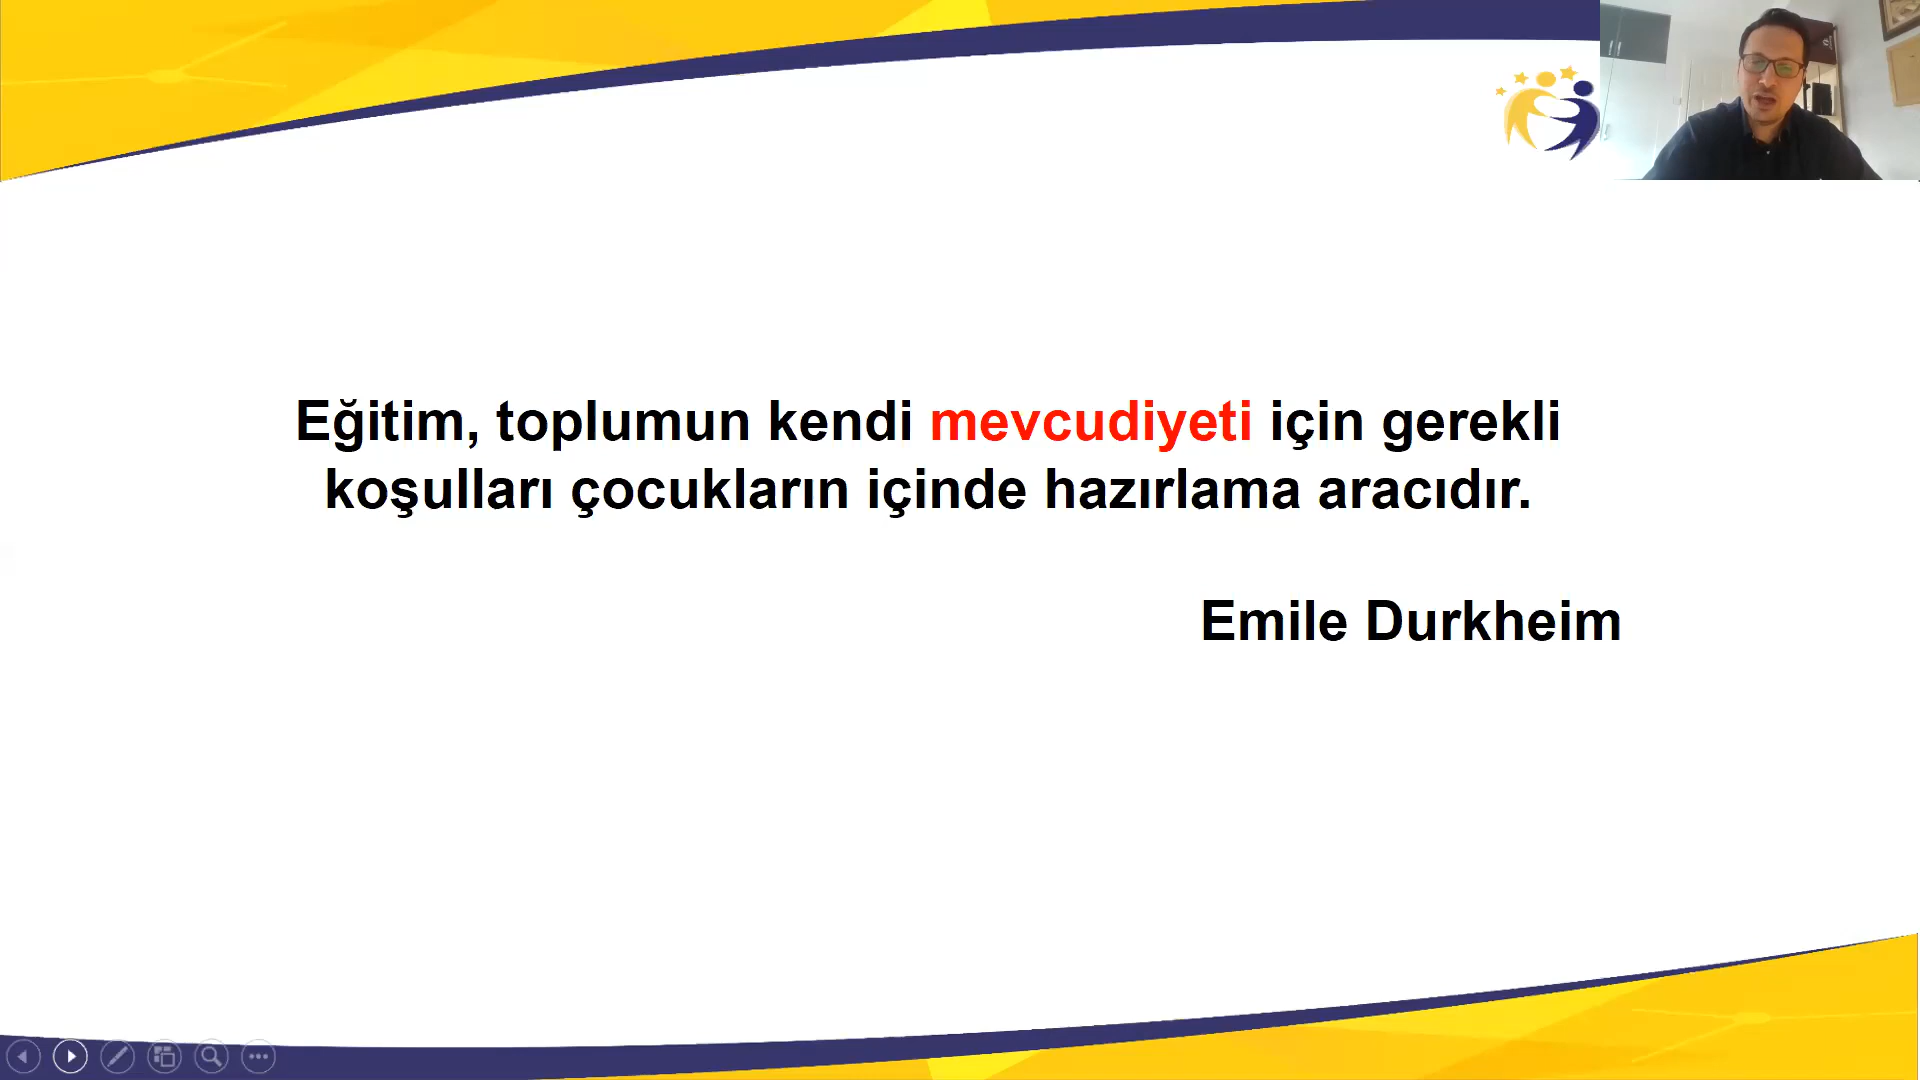 Eğitim, toplumun kendi mevcudiyeti için gerekli
koşulları çocukların içinde hazırlama aracıdır.
Emile Durkheim